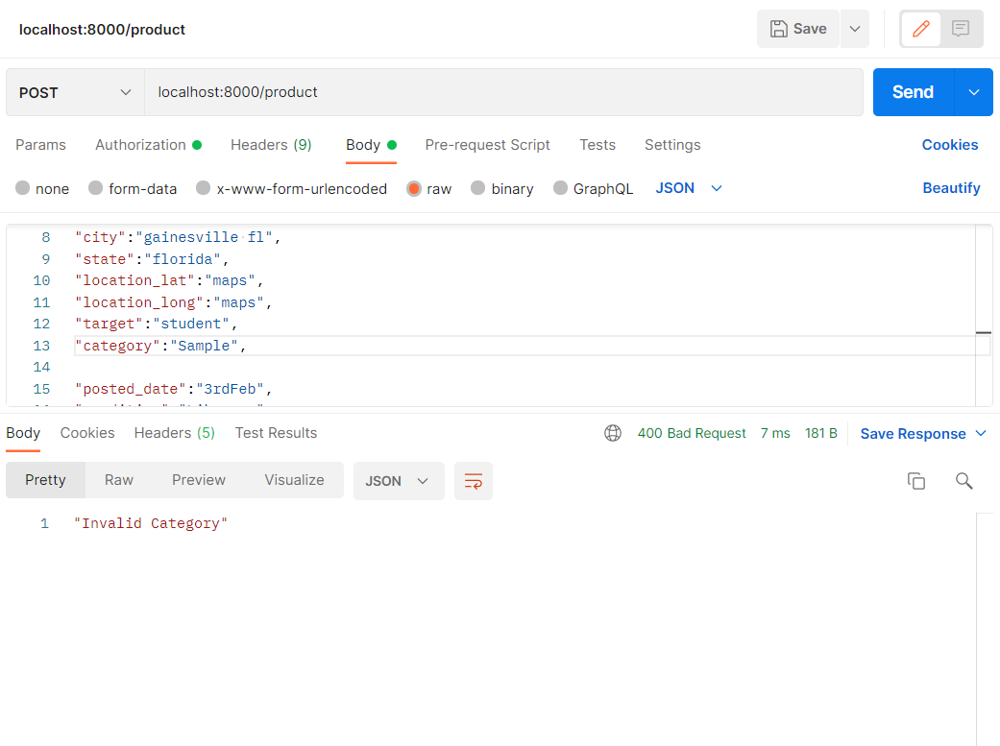 localhost:8000/product
Save
POST
localhost:8000/product
Send
Params Authorization Headers (9) Body Pre-request Script Tests Settings Cookies
none form-data x-www-form-urlencoded raw binary GraphQL JSON Beautify
8 "city":"gainesville·fl",
9 "state":"florida",
10 "location_lat":"maps",
11 "location_long":"maps",
12 "target":"student",
13 "category":"Sample",
14
15 "posted_date":"3rdFeb",
Body Cookies Headers (5) Test Results 400 Bad Request 7 ms 181 B Save Response
Pretty Raw Preview Visualize JSON
1 "Invalid Category"